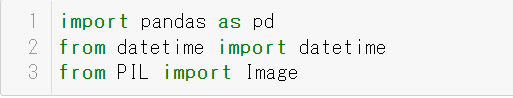 1 import pandas as pd
2 from datetime import datetime
3 from PIL import Image